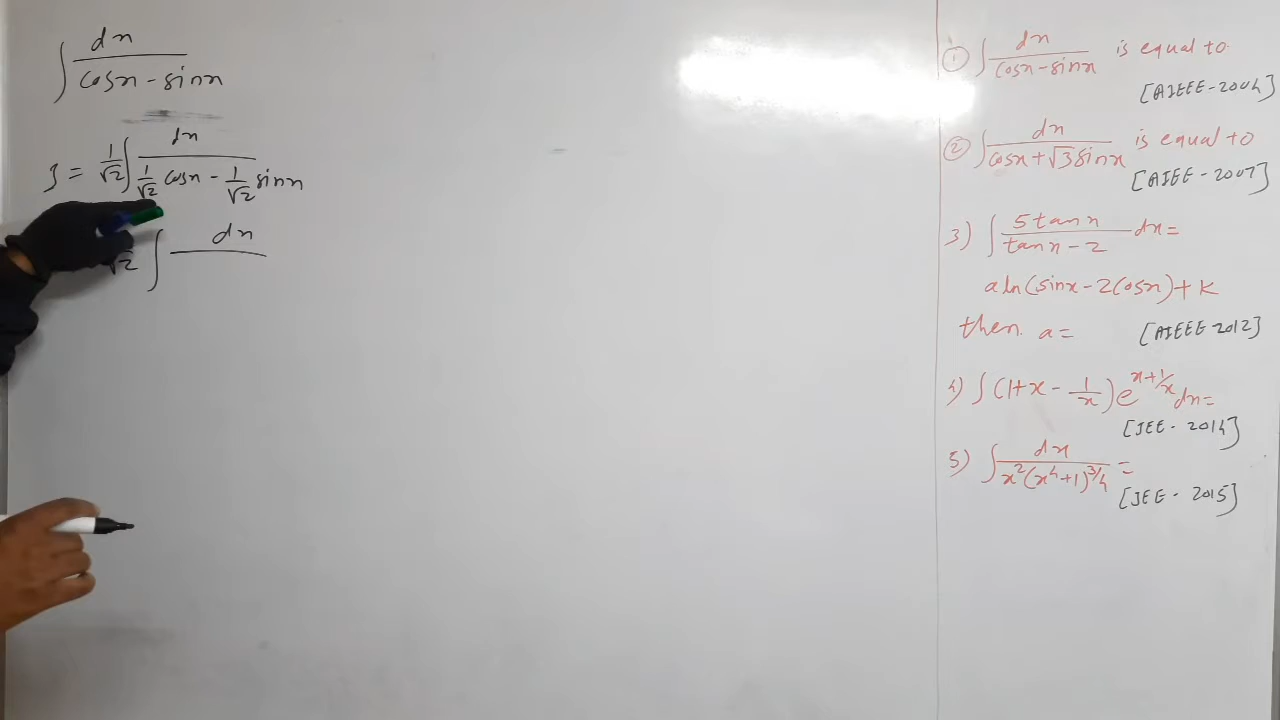 ∫ dx / (cosx - sinx)
I = 1/√2 ∫ dx / (1/√2 cosx - 1/√2 sinx)
√2 ∫ dx
① ∫ dx / (cosx - sinx) is equal to.
[AIEEE-2004]
② ∫ dx / (cosx + √3 sinx) is equal to
[AIEE-2007]
3) ∫ 5tanx / (tanx - 2) dx =
a ln(sinx - 2cosx) + k
then a = [AIEEE-2012]
4) ∫ (1+x - 1/x) e^(x+1/x) dx =
[JEE - 2014]
5) ∫ dx / (x²(x⁴+1)^(3/4)) =
[JEE - 2015]